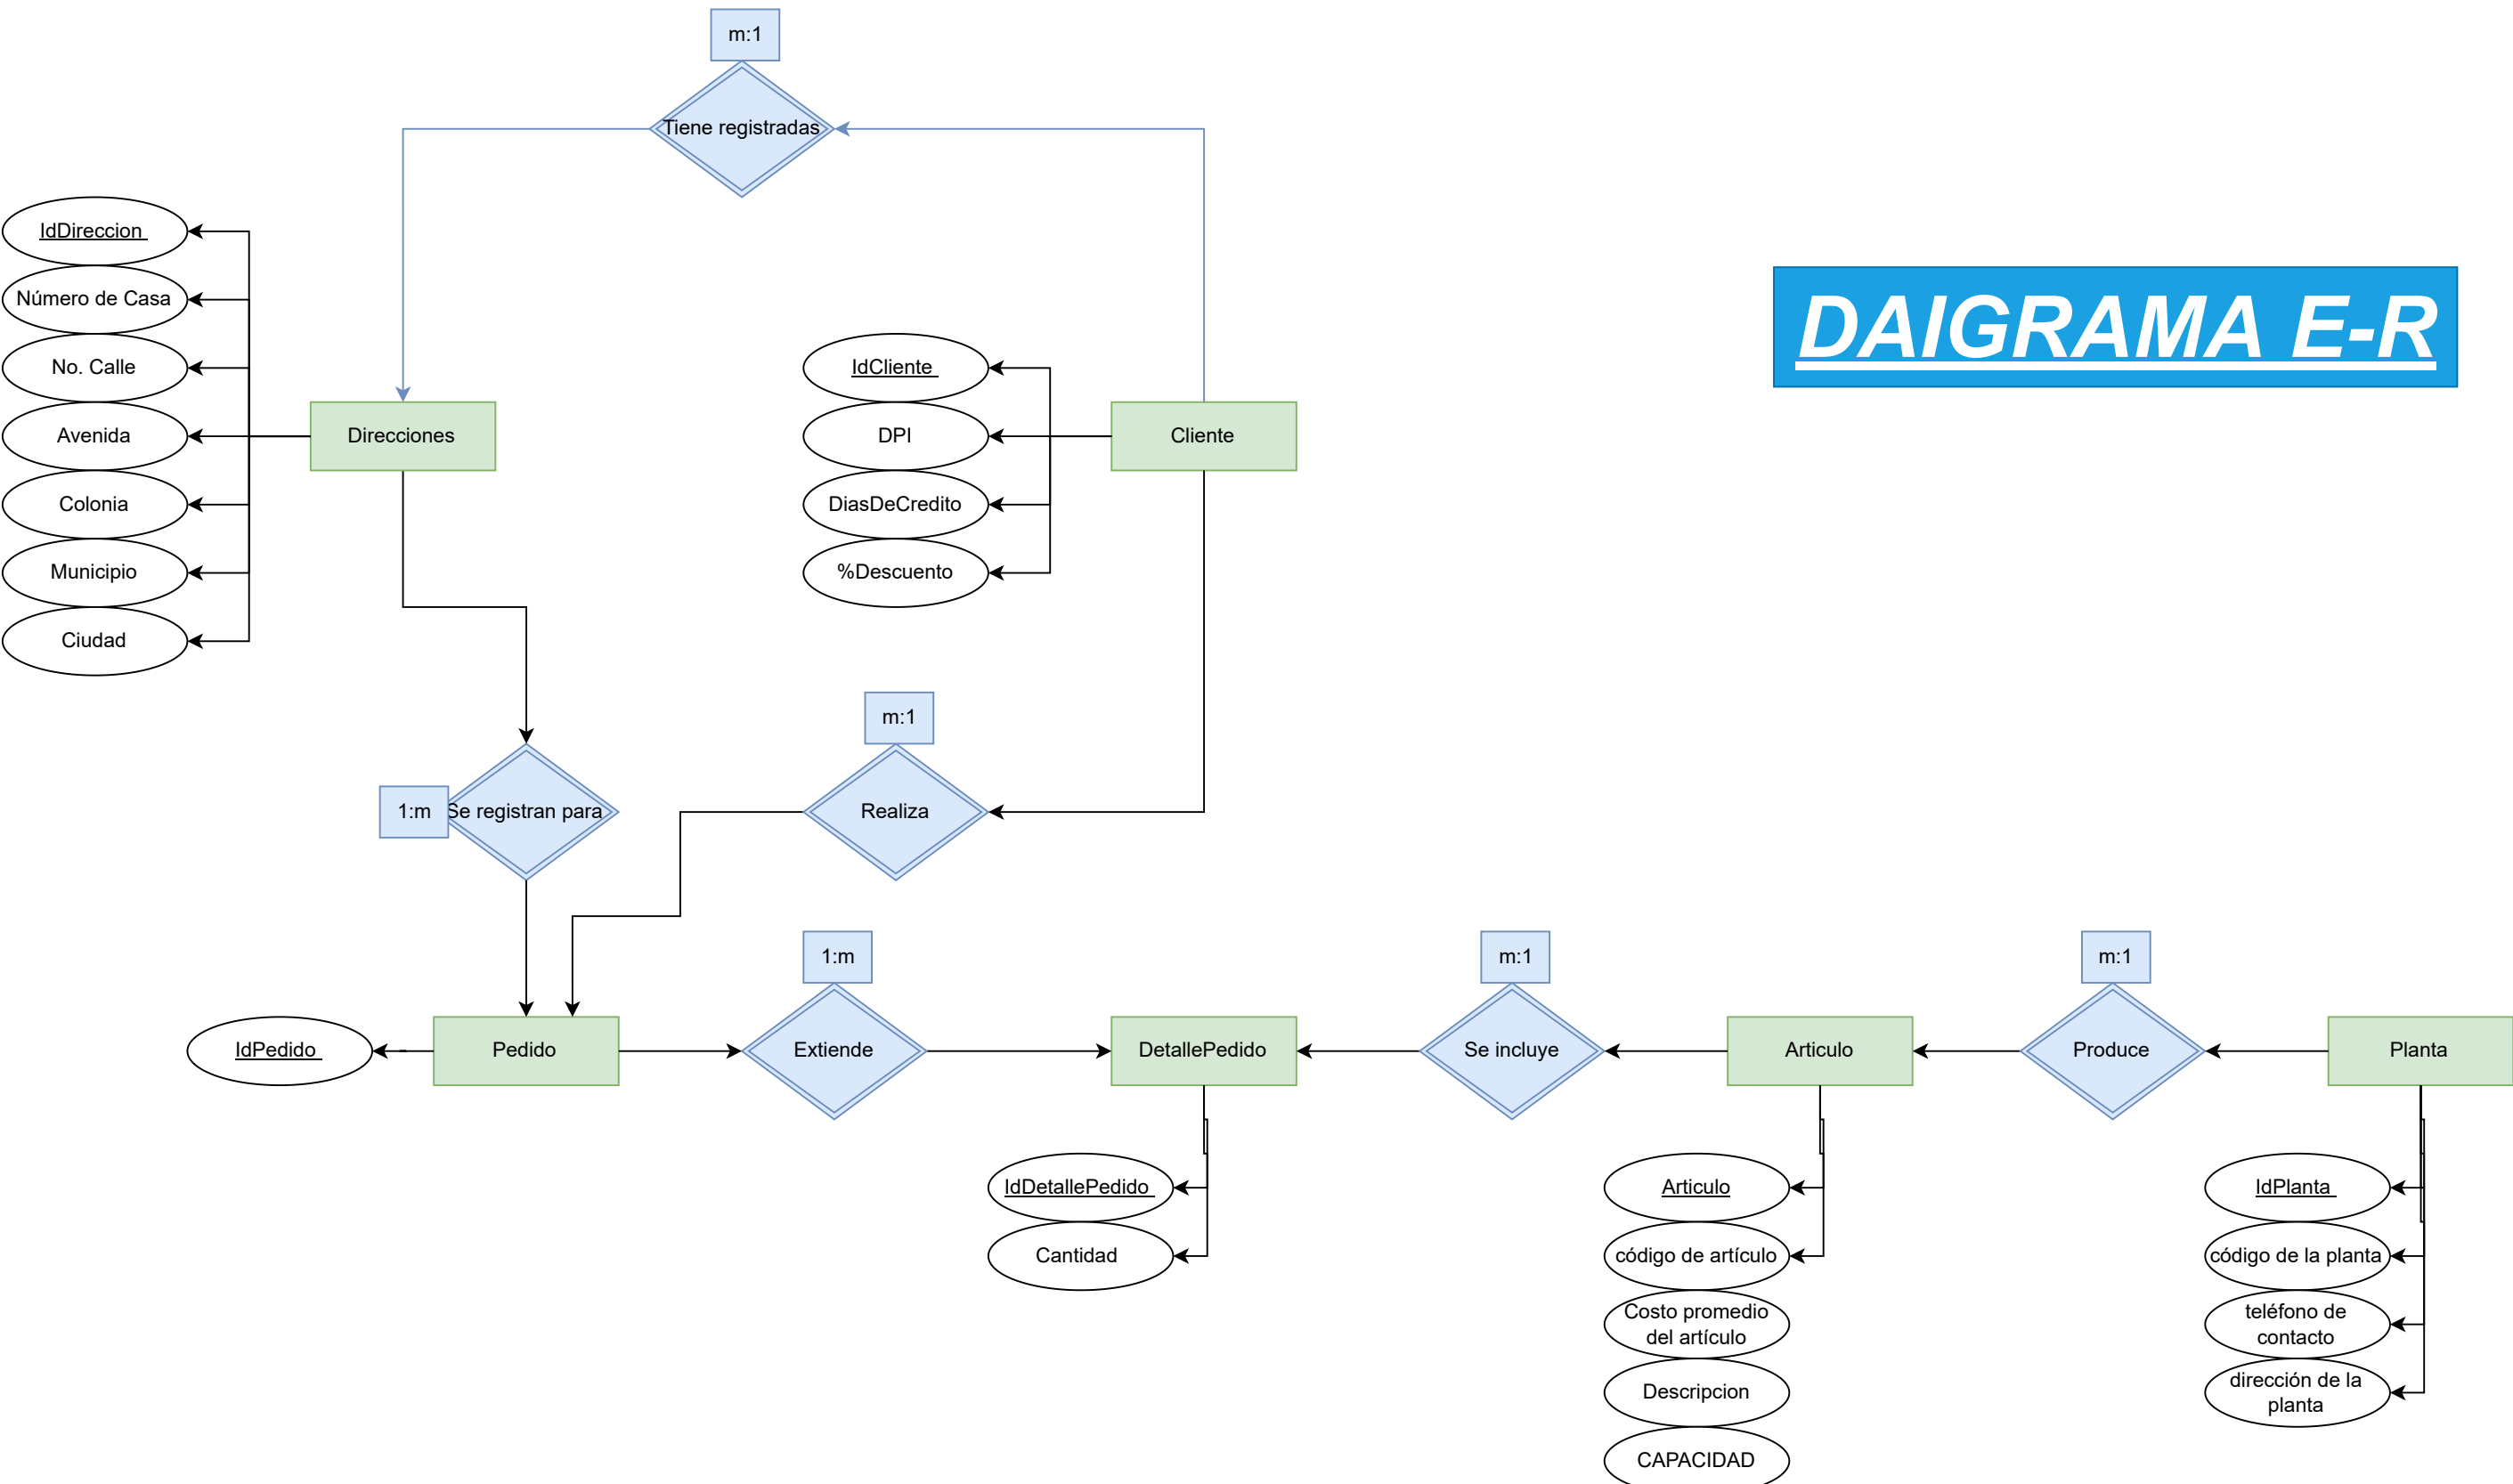 m:1
Tiene registradas
IdDireccion
Número de Casa
No. Calle
Avenida
Colonia
Municipio
Ciudad
Direcciones
IdCliente
DPI
DiasDeCredito
%Descuento
Cliente
DAIGRAMA E-R
1:m
Se registran para
m:1
Realiza
IdPedido
Pedido
1:m
Extiende
DetallePedido
IdDetallePedido
Cantidad
m:1
Se incluye
Articulo
Articulo
código de artículo
Costo promedio
del artículo
Descripcion
CAPACIDAD
m:1
Produce
Planta
IdPlanta
código de la planta
teléfono de
contacto
dirección de la
planta